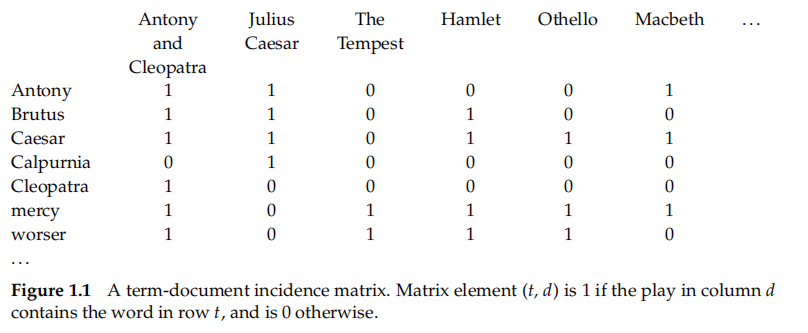 Antony Julius The Hamlet Othello Macbeth ...
and Caesar Tempest
Cleopatra
Antony 1 1 0 0 0 1
Brutus 1 1 0 1 0 0
Caesar 1 1 0 1 1 1
Calpurnia 0 1 0 0 0 0
Cleopatra 1 0 0 0 0 0
mercy 1 0 1 1 1 1
worser 1 0 1 1 1 0
...
Figure 1.1 A term-document incidence matrix. Matrix element (t, d) is 1 if the play in column d
contains the word in row t, and is 0 otherwise.